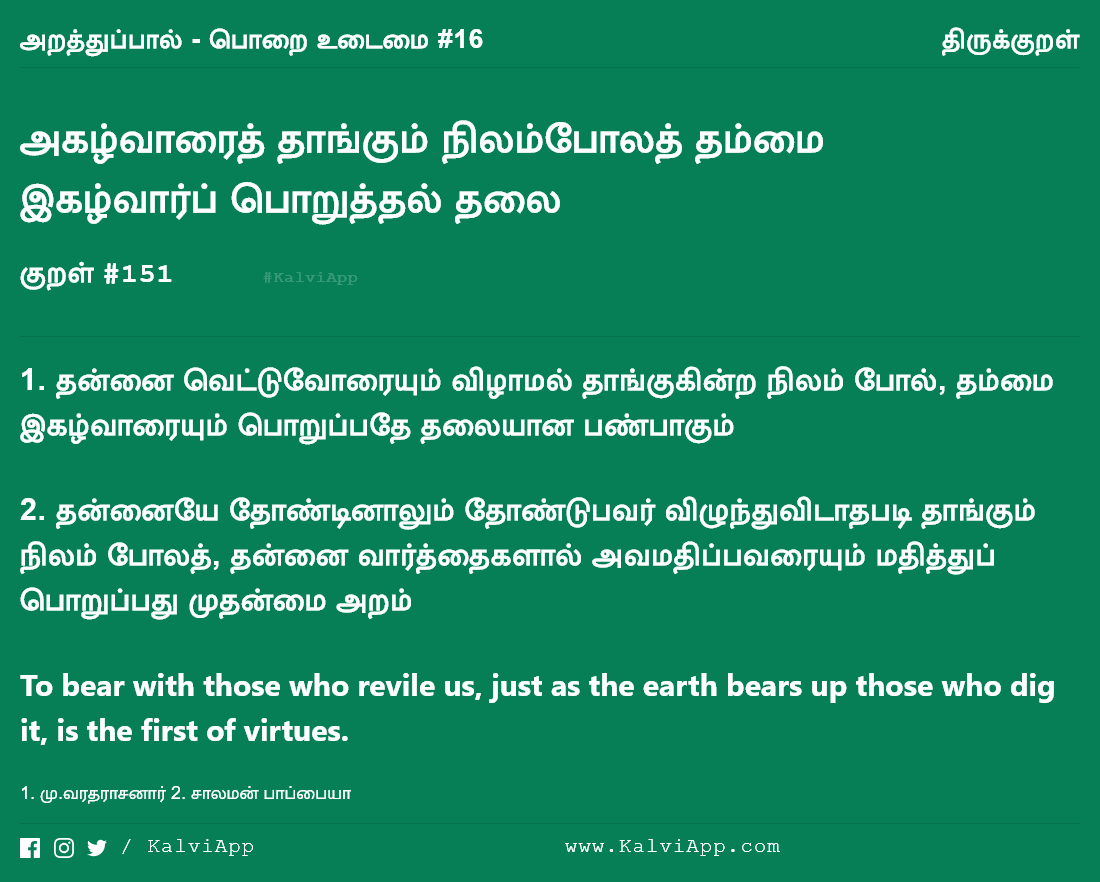 அறத்துப்பால் - பொறை உடைமை #16
திருக்குறள்
அகழ்வாரைத் தாங்கும் நிலம்போலத் தம்மை
இகழ்வார்ப் பொறுத்தல் தலை
குறள் #151
#KalviApp
1. தன்னை வெட்டுவோரையும் விழாமல் தாங்குகின்ற நிலம் போல், தம்மை
இகழ்வாரையும் பொறுப்பதே தலையான பண்பாகும்
2. தன்னையே தோண்டினாலும் தோண்டுபவர் விழுந்துவிடாதபடி தாங்கும்
நிலம் போலத், தன்னை வார்த்தைகளால் அவமதிப்பவரையும் மதித்துப்
பொறுப்பது முதன்மை அறம்
To bear with those who revile us, just as the earth bears up those who dig
it, is the first of virtues.
1. மு.வரதராசனார் 2. சாலமன் பாப்பையா
/ KalviApp
www.KalviApp.com